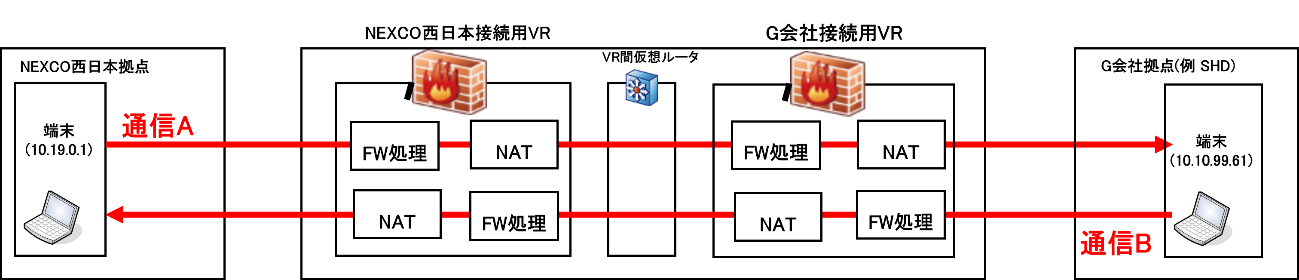 NEXCO西日本接続用VR
G会社接続用VR
VR間仮想ルータ
NEXCO西日本拠点
G会社拠点(例 SHD)
端末
(10.19.0.1)
通信A
FW処理
NAT
FW処理
NAT
端末
(10.10.99.61)
NAT
FW処理
NAT
FW処理
通信B